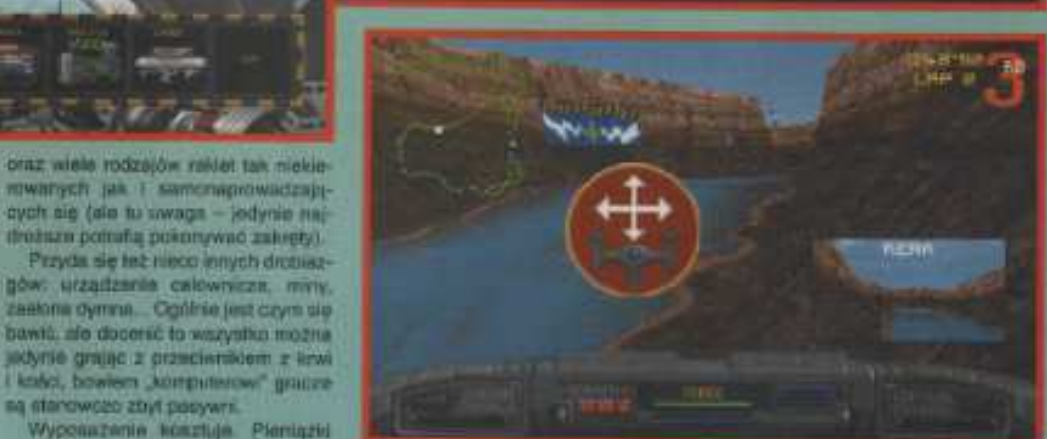 oraz wiele rodzajów rakiet tak niekie-
rowanych jak i samonaprowadzają-
cych się (ale tu uwaga – jedynie naj-
droższe potrafią pokonywać zakręty).
Przyda się też nieco innych drobiaz-
gów: urządzenia celownicze, miny,
zasłona dymna... Ogólnie jest czym się
bawić, ale docenić to wszystko można
jedynie grając z przeciwnikiem z krwi
i kości, bowiem „komputerowi" gracze
są stanowczo zbyt pasywni.
Wyposażenie kosztuje. Pieniążki
LAP
3
REAR